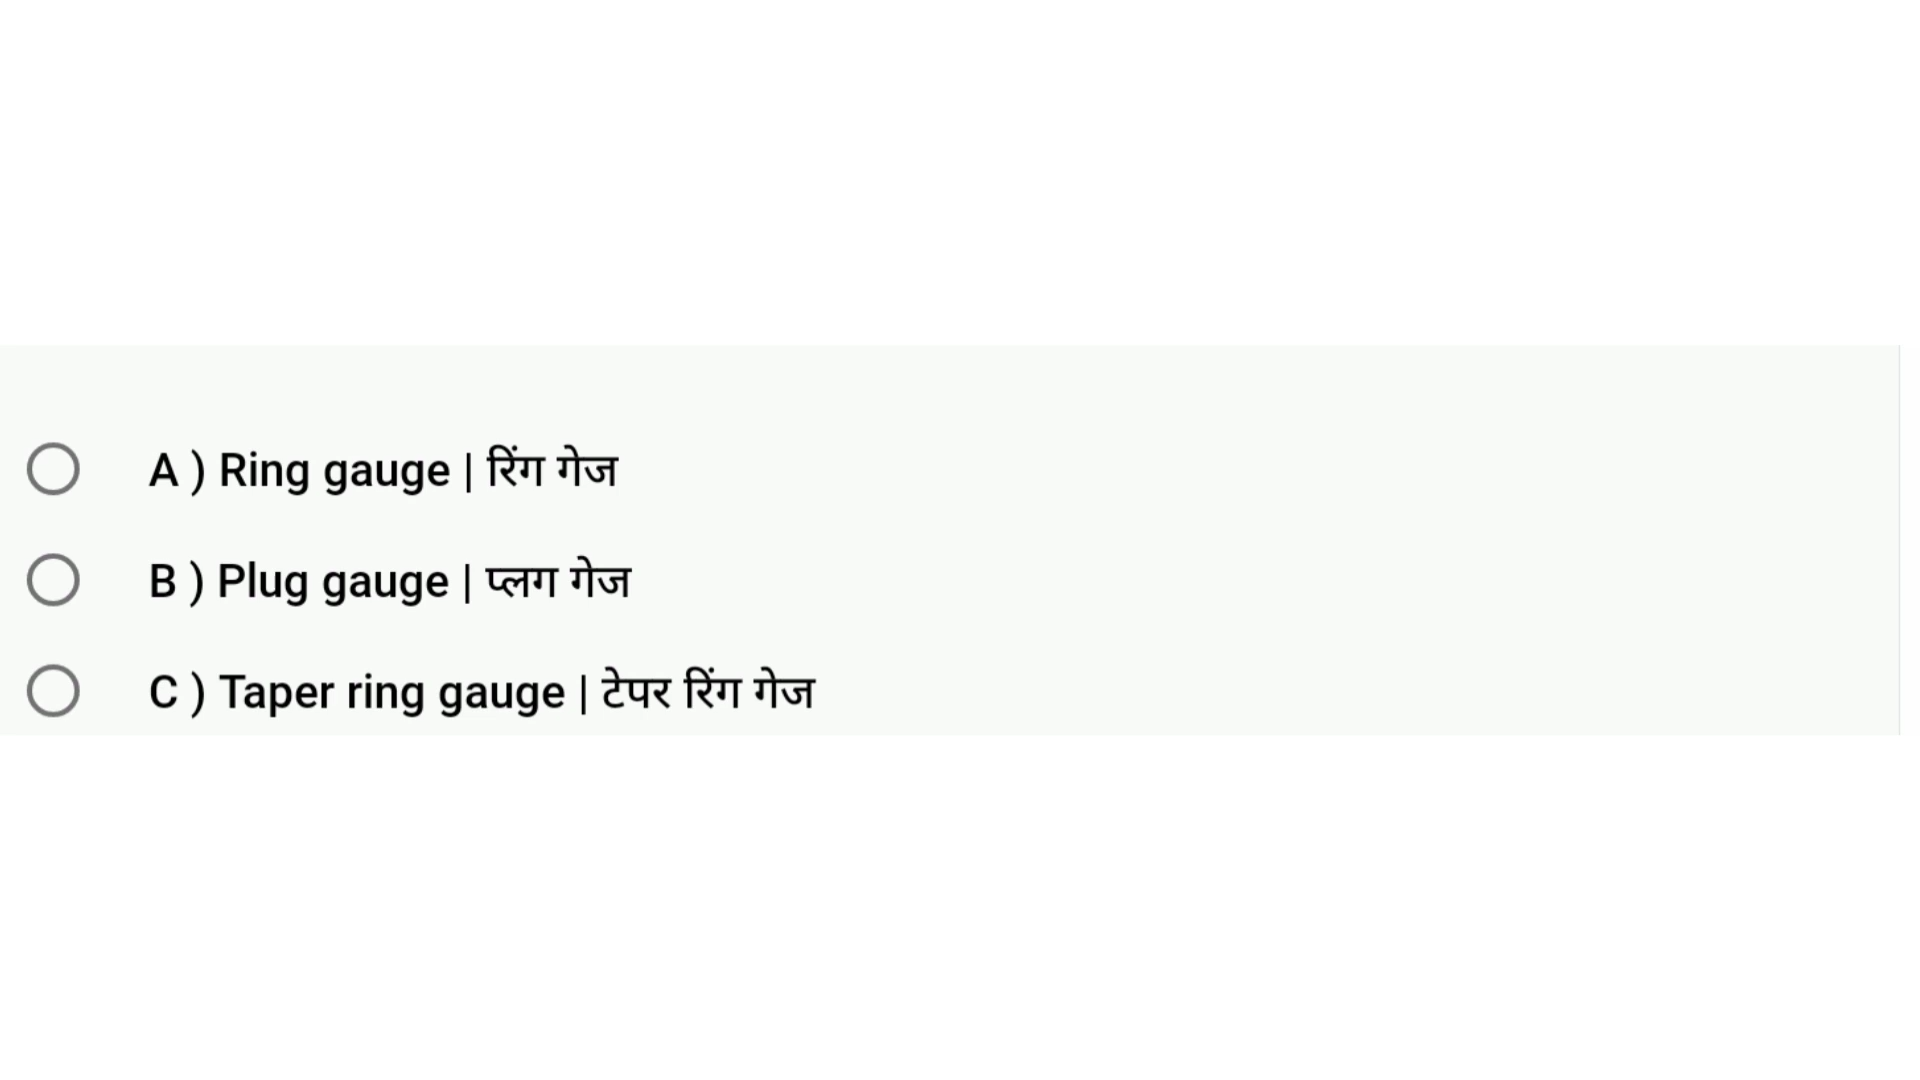 A ) Ring gauge | रिंग गेज
B ) Plug gauge | प्लग गेज
C ) Taper ring gauge | टेपर रिंग गेज